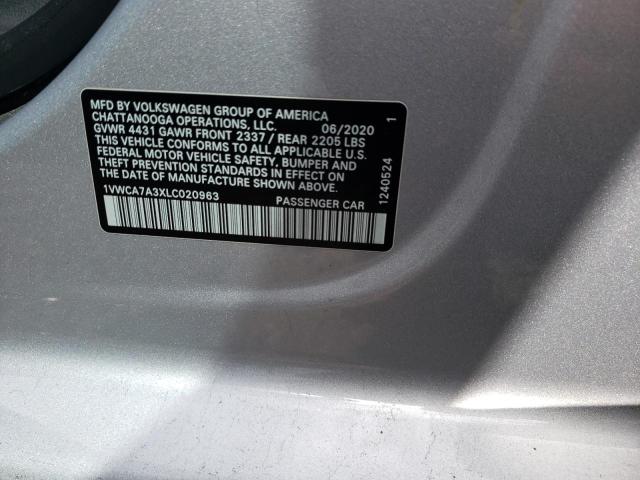 MFD BY VOLKSWAGEN GROUP OF AMERICA
CHATTANOOGA OPERATIONS, LLC. 06/2020
GVWR 4431 GAWR FRONT 2337 / REAR 2205 LBS
THIS VEHICLE CONFORMS TO ALL APPLICABLE U.S.
FEDERAL MOTOR VEHICLE SAFETY, BUMPER AND
THEFT PREVENTION STANDARDS IN EFFECT ON
THE DATE OF MANUFACTURE SHOWN ABOVE.
1VWCA7A3XLC020963 PASSENGER CAR
1240524 1